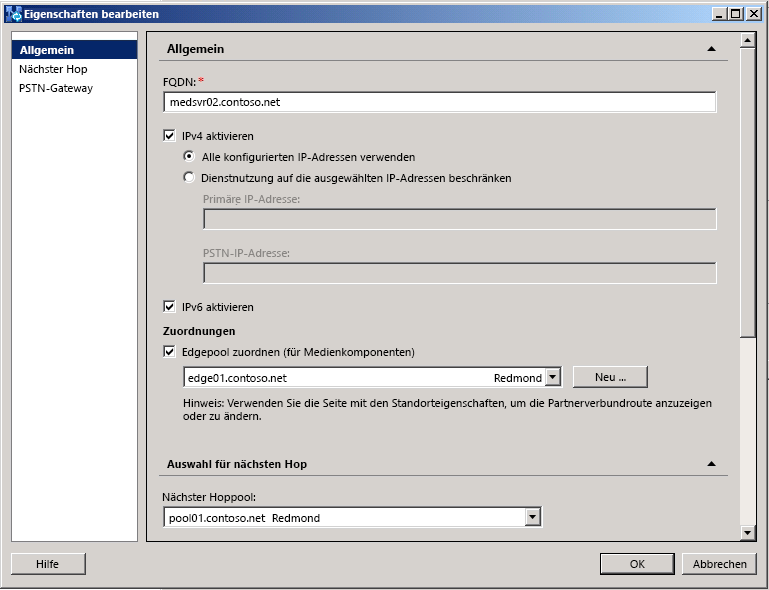 Eigenschaften bearbeiten
Allgemein
Nächster Hop
PSTN-Gateway
Allgemein
FQDN: *
medsvr02.contoso.net
IPv4 aktivieren
Alle konfigurierten IP-Adressen verwenden
Dienstnutzung auf die ausgewählten IP-Adressen beschränken
Primäre IP-Adresse:
PSTN-IP-Adresse:
IPv6 aktivieren
Zuordnungen
Edgepool zuordnen (für Medienkomponenten)
edge01.contoso.net Redmond
Neu ...
Hinweis: Verwenden Sie die Seite mit den Standorteigenschaften, um die Partnerverbundroute anzuzeigen
oder zu ändern.
Auswahl für nächsten Hop
Nächster Hoppool:
pool01.contoso.net Redmond
Hilfe
OK
Abbrechen